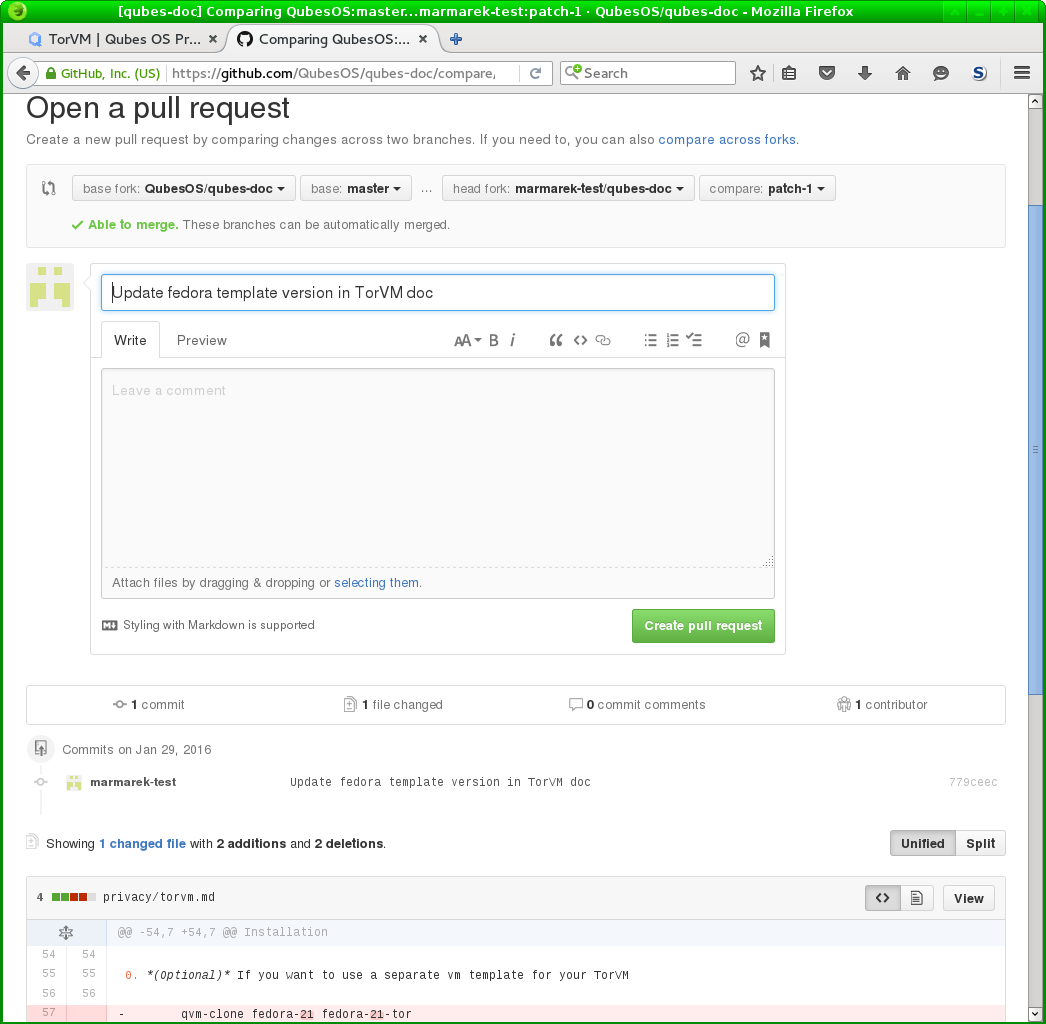 [qubes-doc] Comparing QubesOS:master...marmarek-test:patch-1 · QubesOS/qubes-doc - Mozilla Firefox
TorVM | Qubes OS Pr... Comparing QubesOS:...
GitHub, Inc. (US) https://github.com/QubesOS/qubes-doc/compare/ Search
Open a pull request
Create a new pull request by comparing changes across two branches. If you need to, you can also compare across forks.
base fork: QubesOS/qubes-doc base: master ... head fork: marmarek-test/qubes-doc compare: patch-1
Able to merge. These branches can be automatically merged.
Update fedora template version in TorVM doc
Write Preview AA B i @
Leave a comment
Attach files by dragging & dropping or selecting them.
Styling with Markdown is supported Create pull request
1 commit 1 file changed 0 commit comments 1 contributor
Commits on Jan 29, 2016
marmarek-test Update fedora template version in TorVM doc 779ceec
Showing 1 changed file with 2 additions and 2 deletions. Unified Split
4 privacy/torvm.md <> View
@@ -54,7 +54,7 @@ Installation
54 54
55 55 0. *(Optional)* If you want to use a separate vm template for your TorVM
56 56
57 - qvm-clone fedora-21 fedora-21-tor